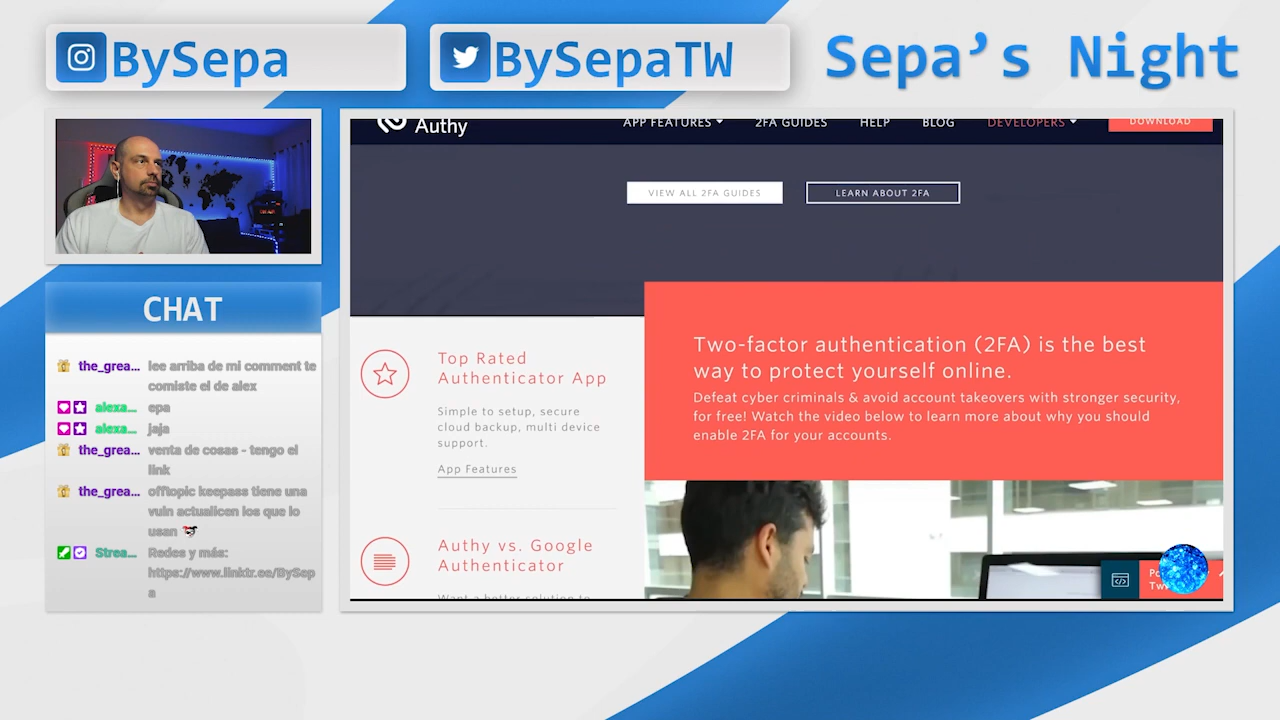 BySepa
BySepaTW
Sepa's Night
Authy
APP FEATURES
2FA GUIDES
HELP
BLOG
DEVELOPERS
DOWNLOAD
VIEW ALL 2FA GUIDES
LEARN ABOUT 2FA
CHAT
the_grea... lee arriba de mi comment te
comiste el de alex
alexa... epa
alexa... jaja
the_grea... venta de cosas - tengo el
link
the_grea... offtopic keepass tiene una
vuln actualicen los que lo
usan
Strea... Redes y más:
https://www.linktr.ee/BySep
a
Top Rated
Authenticator App
Simple to setup, secure
cloud backup, multi device
support.
App Features
Authy vs. Google
Authenticator
Want a better solution to
Two-factor authentication (2FA) is the best
way to protect yourself online.
Defeat cyber criminals & avoid account takeovers with stronger security,
for free! Watch the video below to learn more about why you should
enable 2FA for your accounts.